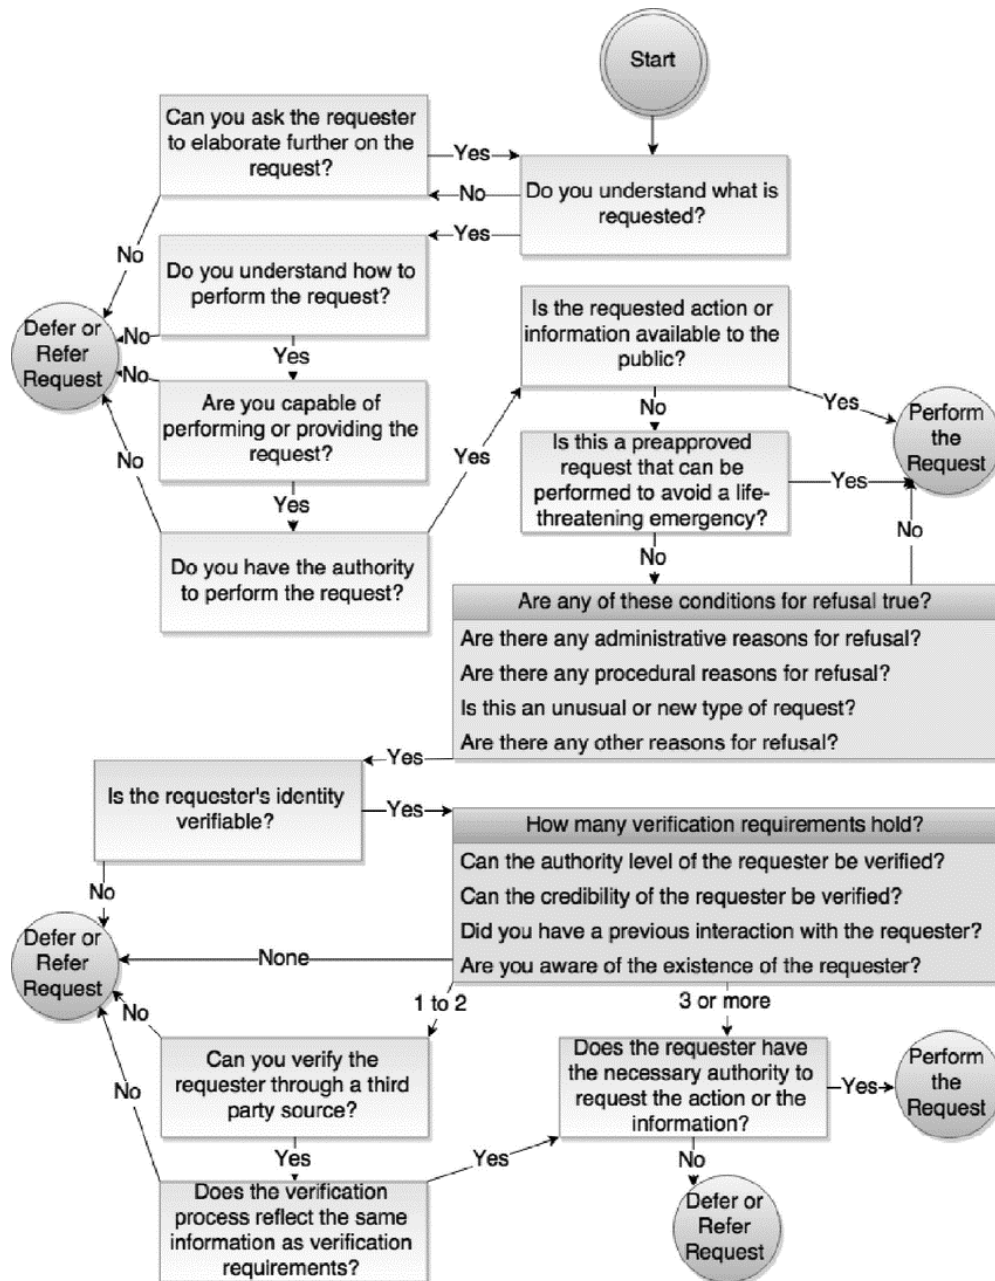 Start
Can you ask the requester
to elaborate further on the
request?
Yes
No
Do you understand what is
requested?
Yes
No
Do you understand how to
perform the request?
Is the requested action or
information available to the
public?
Defer or
Refer
Request
No
Yes
No
Are you capable of
performing or providing the
request?
No
Yes
Yes
No
Yes
Perform
the
Request
Is this a preapproved
request that can be
performed to avoid a life-
threatening emergency?
Yes
No
No
Do you have the authority
to perform the request?
Are any of these conditions for refusal true?
Are there any administrative reasons for refusal?
Are there any procedural reasons for refusal?
Is this an unusual or new type of request?
Are there any other reasons for refusal?
Yes
Is the requester's identity
verifiable?
Yes
No
How many verification requirements hold?
Can the authority level of the requester be verified?
Can the credibility of the requester be verified?
Did you have a previous interaction with the requester?
Are you aware of the existence of the requester?
Defer or
Refer
Request
None
1 to 2
3 or more
No
No
Can you verify the
requester through a third
party source?
Does the requester have
the necessary authority to
request the action or the
information?
Yes
Perform
the
Request
Yes
Yes
No
Does the verification
process reflect the same
information as verification
requirements?
Defer or
Refer
Request